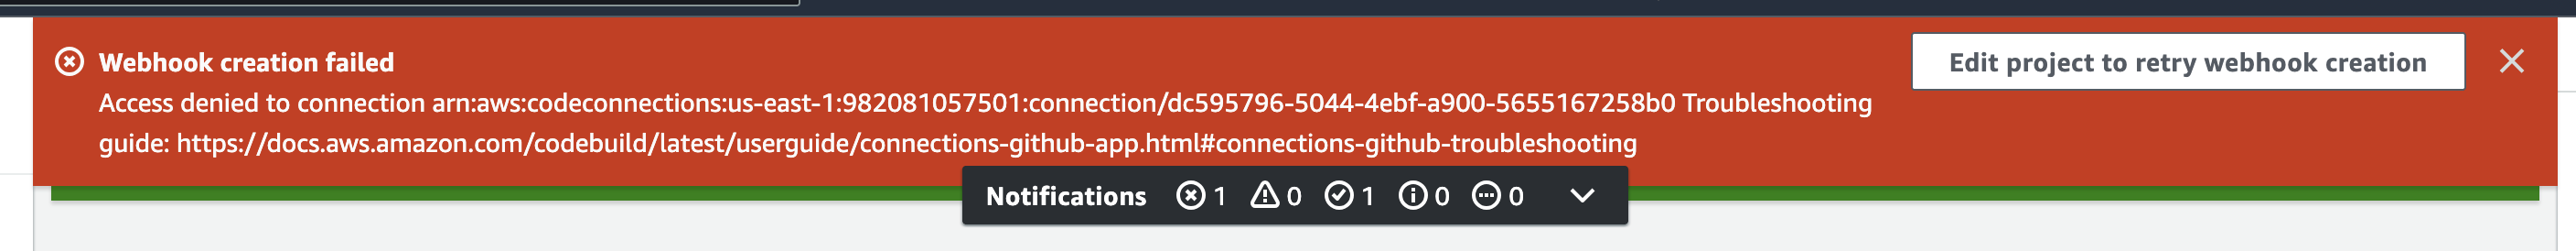 Webhook creation failed
Edit project to retry webhook creation
Access denied to connection arn:aws:codeconnections:us-east-1:982081057501:connection/dc595796-5044-4ebf-a900-5655167258b0 Troubleshooting
guide: https://docs.aws.amazon.com/codebuild/latest/userguide/connections-github-app.html#connections-github-troubleshooting
Notifications 1 0 1 0 0